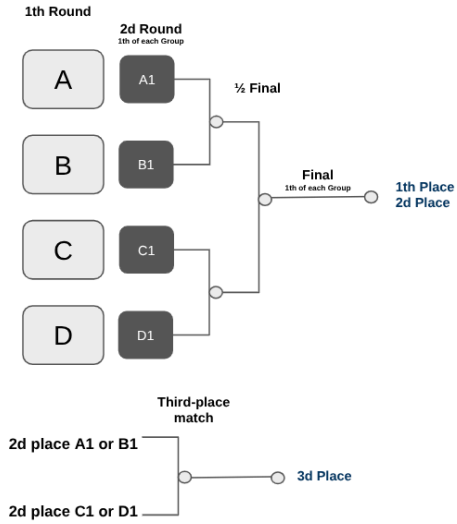 1th Round
2d Round
1th of each Group
A
A1
½ Final
B
B1
Final
1th of each Group
1th Place
2d Place
C
C1
D
D1
Third-place
match
2d place A1 or B1
3d Place
2d place C1 or D1